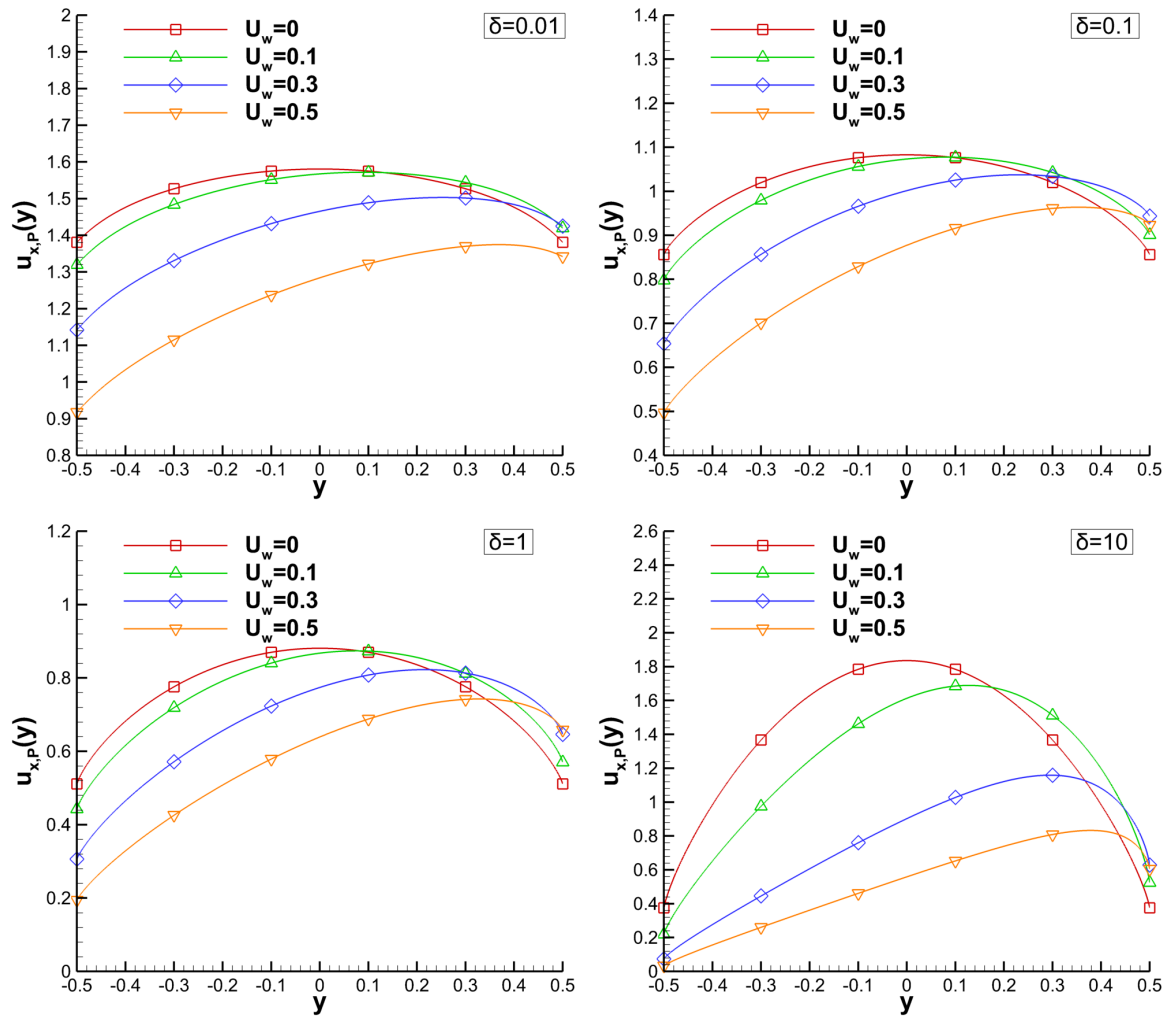 δ=0.01
U_w=0
U_w=0.1
U_w=0.3
U_w=0.5
2
1.9
1.8
1.7
1.6
1.5
1.4
1.3
1.2
1.1
1
0.9
0.8
u_x,P(y)
-0.5 -0.4 -0.3 -0.2 -0.1 0 0.1 0.2 0.3 0.4 0.5
y
δ=0.1
U_w=0
U_w=0.1
U_w=0.3
U_w=0.5
1.4
1.3
1.2
1.1
1
0.9
0.8
0.7
0.6
0.5
0.4
u_x,P(y)
-0.5 -0.4 -0.3 -0.2 -0.1 0 0.1 0.2 0.3 0.4 0.5
y
δ=1
U_w=0
U_w=0.1
U_w=0.3
U_w=0.5
1.2
1
0.8
0.6
0.4
0.2
0
u_x,P(y)
-0.5 -0.4 -0.3 -0.2 -0.1 0 0.1 0.2 0.3 0.4 0.5
y
δ=10
U_w=0
U_w=0.1
U_w=0.3
U_w=0.5
2.6
2.4
2.2
2
1.8
1.6
1.4
1.2
1
0.8
0.6
0.4
0.2
0
u_x,P(y)
-0.5 -0.4 -0.3 -0.2 -0.1 0 0.1 0.2 0.3 0.4 0.5
y